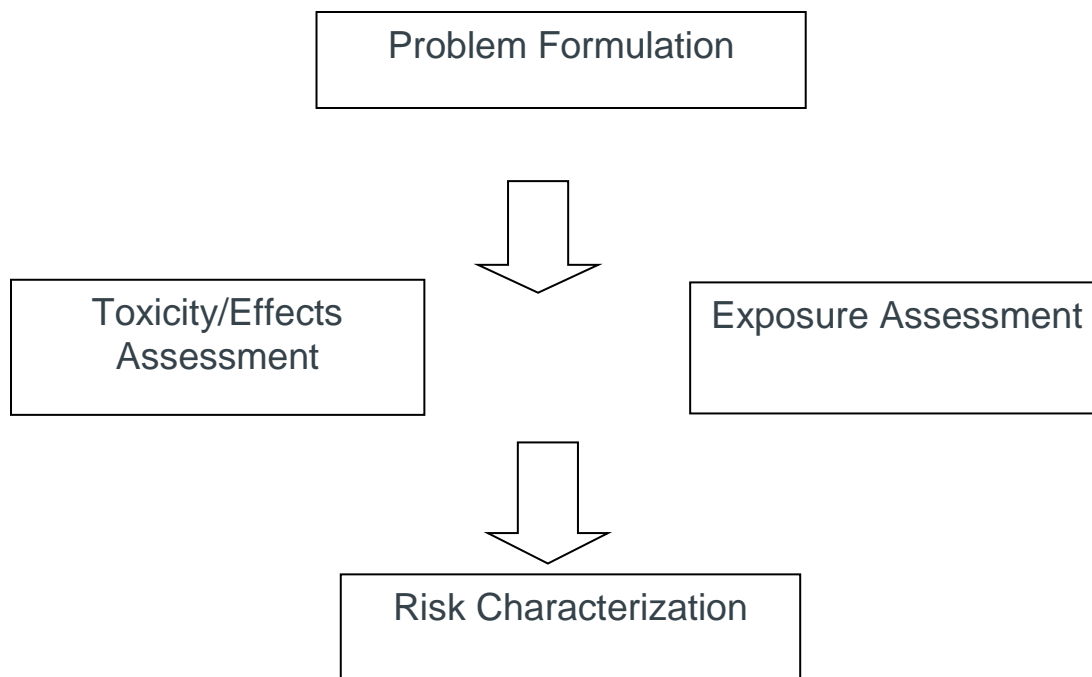 Problem Formulation
Toxicity/Effects
Assessment
Exposure Assessment
Risk Characterization